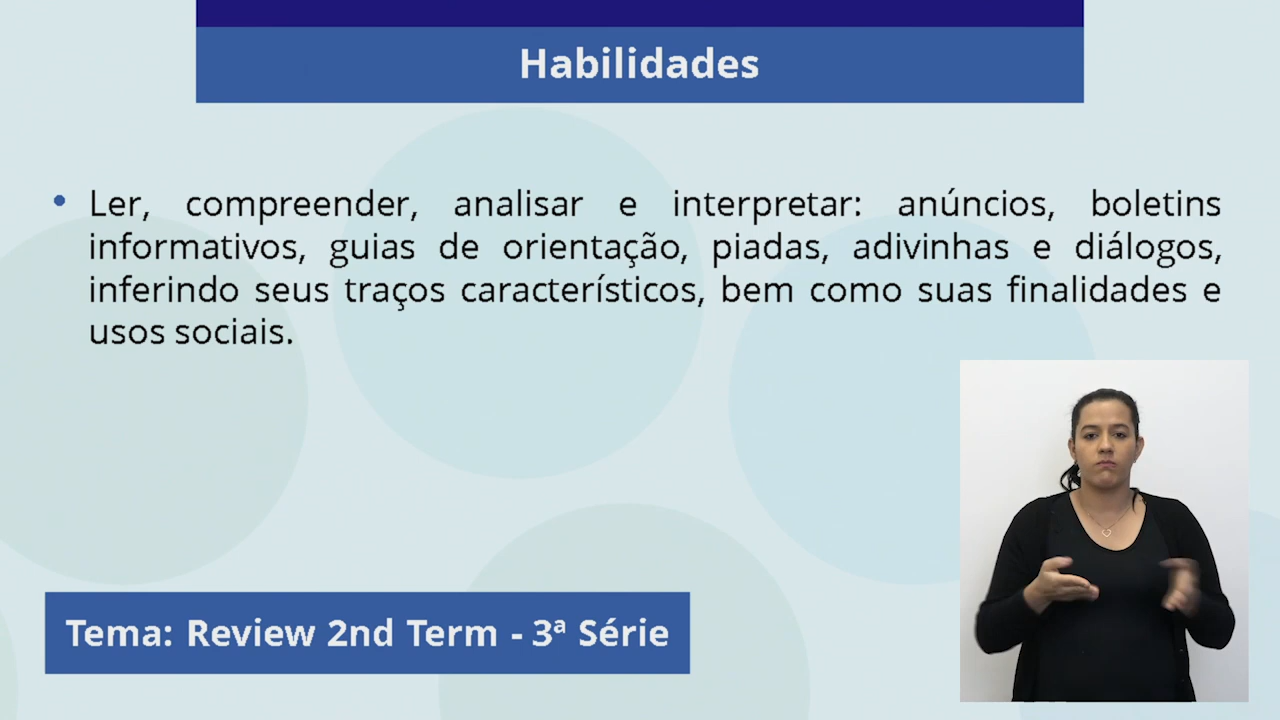 Habilidades
• Ler, compreender, analisar e interpretar: anúncios, boletins
informativos, guias de orientação, piadas, adivinhas e diálogos,
inferindo seus traços característicos, bem como suas finalidades e
usos sociais.
Tema: Review 2nd Term - 3ª Série